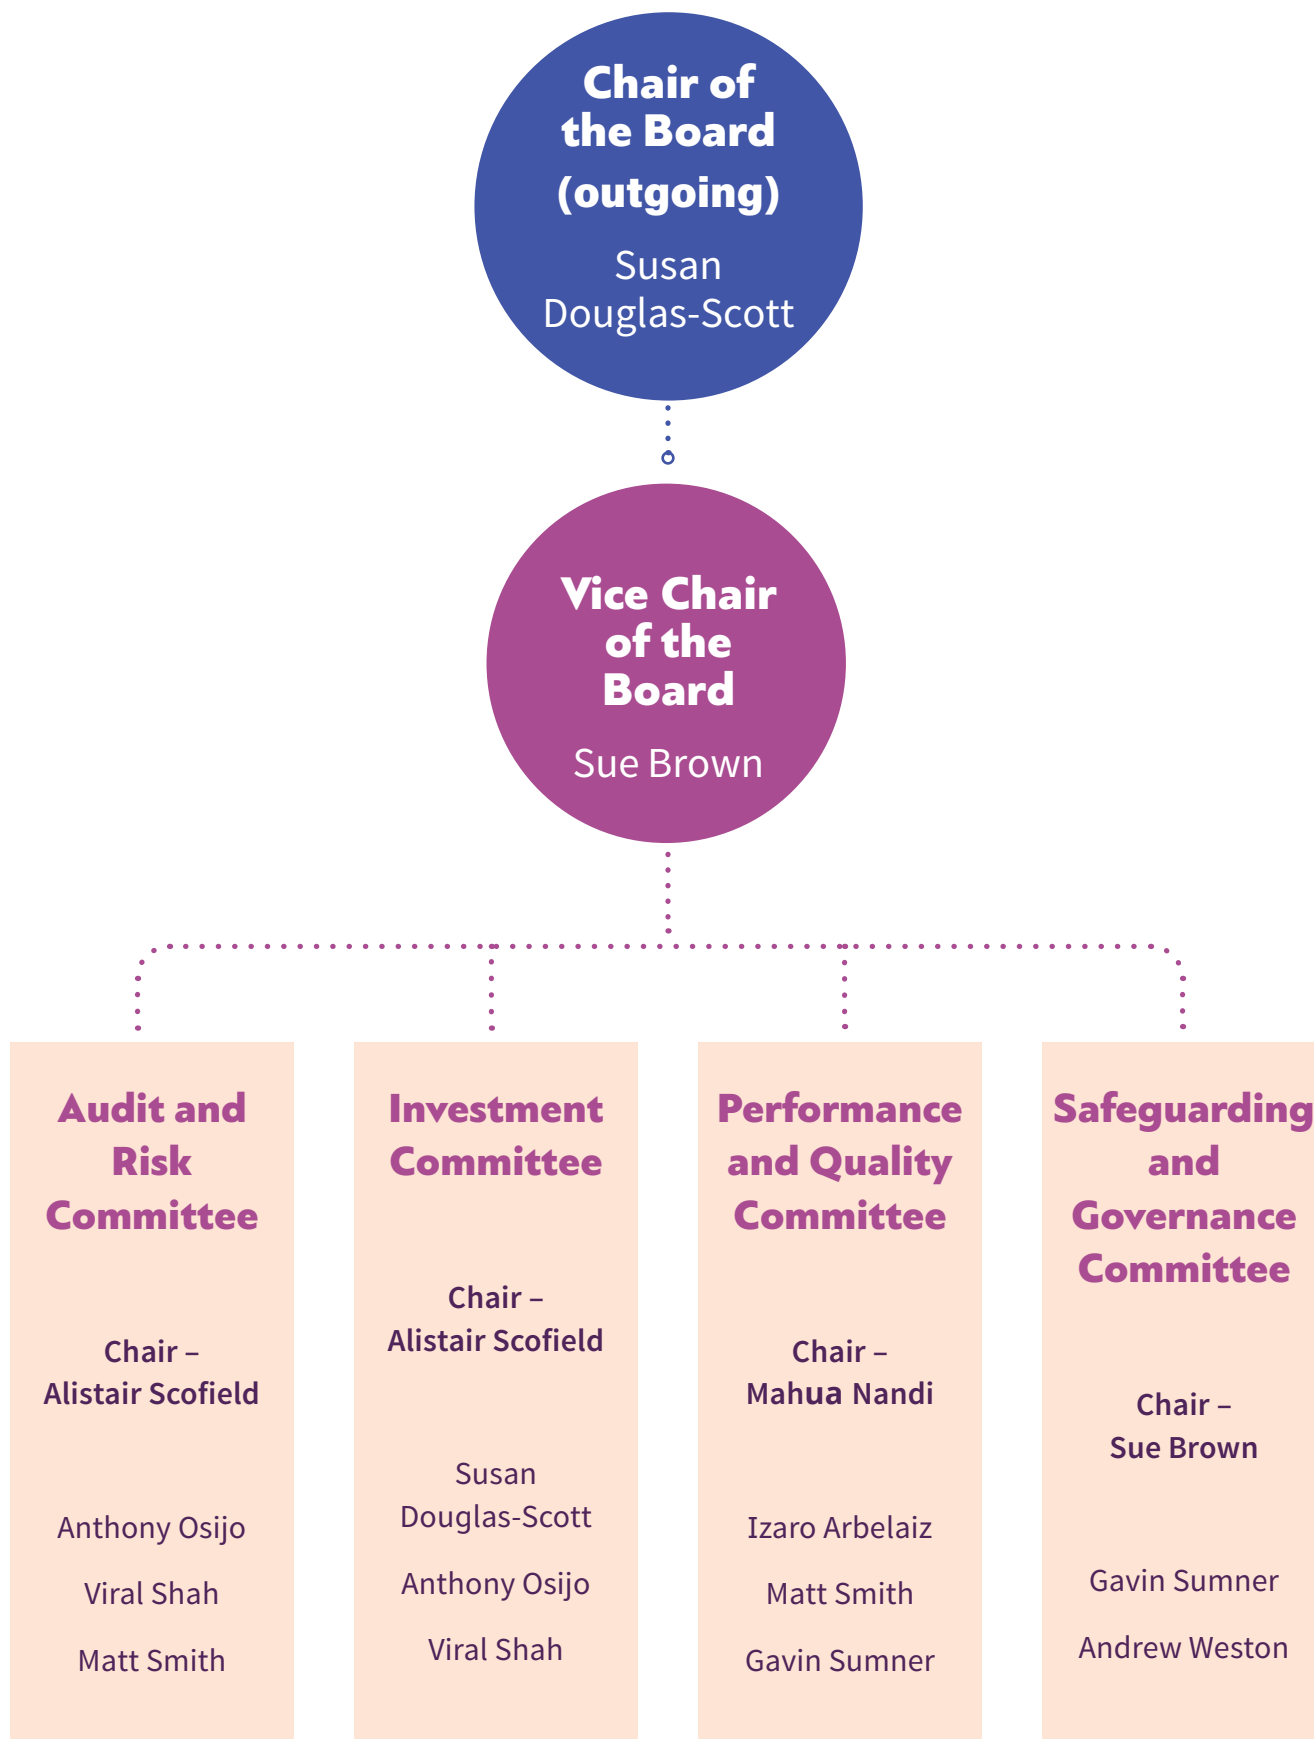 Chair of
the Board
(outgoing)
Susan
Douglas-Scott
Vice Chair
of the
Board
Sue Brown
Audit and
Risk
Committee
Chair –
Alistair Scofield
Anthony Osijo
Viral Shah
Matt Smith
Investment
Committee
Chair –
Alistair Scofield
Susan
Douglas-Scott
Anthony Osijo
Viral Shah
Performance
and Quality
Committee
Chair –
Mahua Nandi
Izaro Arbelaiz
Matt Smith
Gavin Sumner
Safeguarding
and
Governance
Committee
Chair –
Sue Brown
Gavin Sumner
Andrew Weston